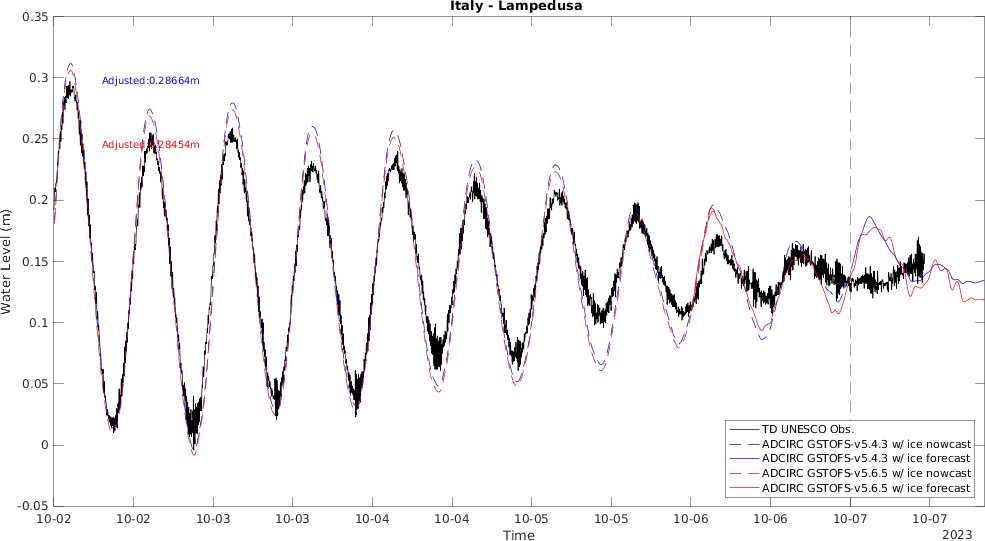 Italy - Lampedusa
0.35
0.3
0.25
0.2
0.15
0.1
0.05
0
-0.05
Water Level (m)
Adjusted:0.28664m
Adjusted:0.28454m
TD UNESCO Obs.
ADCIRC GSTOFS-v5.4.3 w/ ice nowcast
ADCIRC GSTOFS-v5.4.3 w/ ice forecast
ADCIRC GSTOFS-v5.6.5 w/ ice nowcast
ADCIRC GSTOFS-v5.6.5 w/ ice forecast
10-02 10-02 10-03 10-03 10-04 10-04 10-05 10-05 10-06 10-06 10-07 10-07
Time
2023